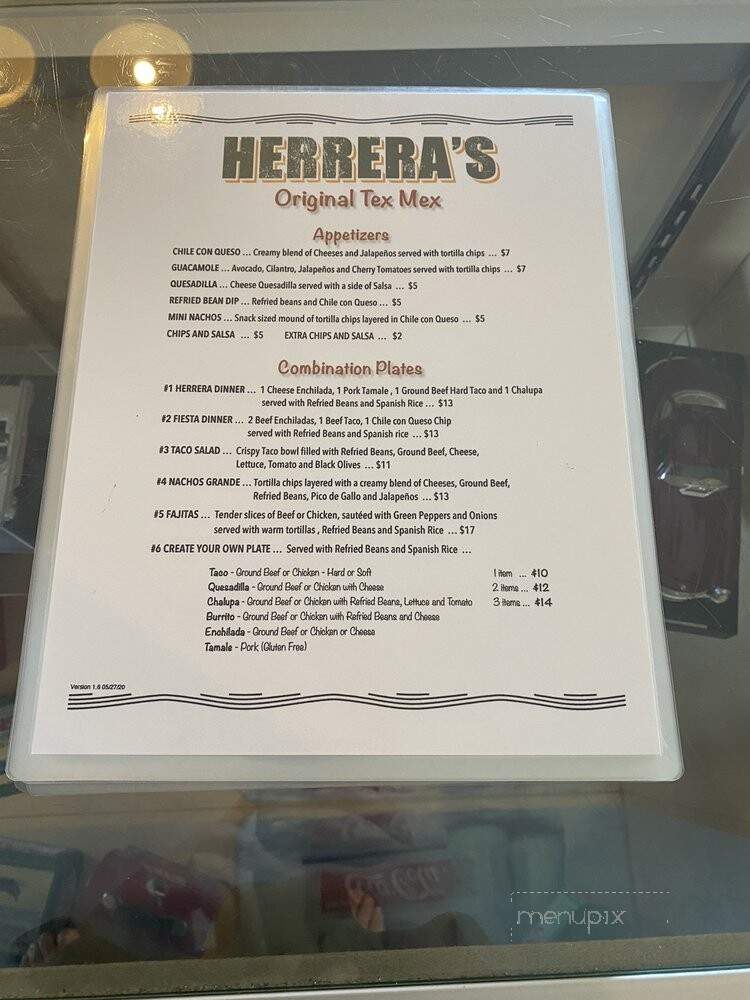 HERRERA'S
Original Tex Mex
Appetizers
CHILE CON QUESO ... Creamy blend of Cheeses and Jalapeños served with tortilla chips ... $7
GUACAMOLE ... Avocado, Cilantro, Jalapeños and Cherry Tomatoes served with tortilla chips ... $7
QUESADILLA ... Cheese Quesadilla served with a side of Salsa ... $5
REFRIED BEAN DIP ... Refried beans and Chile con Queso ... $5
MINI NACHOS ... Snack sized mound of tortilla chips layered in Chile con Queso ... $5
CHIPS AND SALSA ... $5 EXTRA CHIPS AND SALSA ... $2
Combination Plates
#1 HERRERA DINNER ... 1 Cheese Enchilada, 1 Pork Tamale , 1 Ground Beef Hard Taco and 1 Chalupa
served with Refried Beans and Spanish Rice ... $13
#2 FIESTA DINNER ... 2 Beef Enchiladas, 1 Beef Taco, 1 Chile con Queso Chip
served with Refried Beans and Spanish rice ... $13
#3 TACO SALAD ... Crispy Taco bowl filled with Refried Beans, Ground Beef, Cheese,
Lettuce, Tomato and Black Olives ... $11
#4 NACHOS GRANDE ... Tortilla chips layered with a creamy blend of Cheeses, Ground Beef,
Refried Beans, Pico de Gallo and Jalapeños ... $13
#5 FAJITAS ... Tender slices of Beef or Chicken, sautéed with Green Peppers and Onions
served with warm tortillas , Refried Beans and Spanish Rice ... $17
#6 CREATE YOUR OWN PLATE ... Served with Refried Beans and Spanish Rice ...
Taco - Ground Beef or Chicken - Hard or Soft 1 item ... $10
Quesadilla - Ground Beef or Chicken with Cheese 2 items ... $12
Chalupa - Ground Beef or Chicken with Refried Beans, Lettuce and Tomato 3 items ... $14
Burrito - Ground Beef or Chicken with Refried Beans and Cheese
Enchilada - Ground Beef or Chicken or Cheese
Tamale - Pork (Gluten Free)
Version 1.6 05/27/20
Coca-Cola
menupix